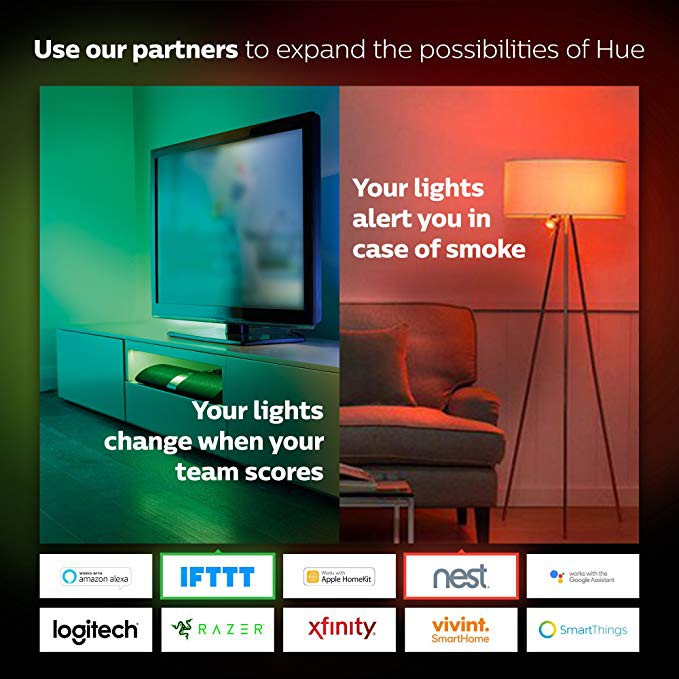 Use our partners to expand the possibilities of Hue
Your lights
alert you in
case of smoke
Your lights
change when your
team scores
WORKS WITH
amazon alexa
IFTTT
Works with
Apple HomeKit
nest
works with the
Google Assistant
logitech
RAZER
xfinity
vivint.
SmartHome
SmartThings